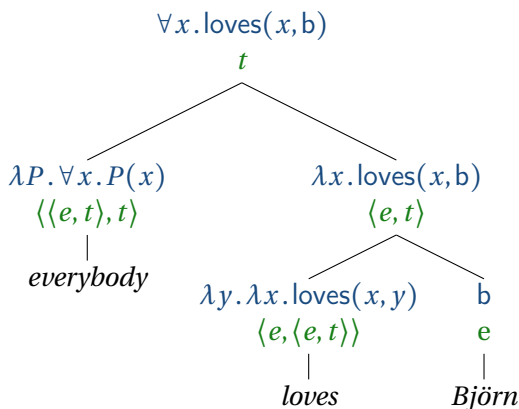 ∀x.loves(x,b)
t
λP.∀x.P(x)
⟨⟨e,t⟩,t⟩
everybody
λx.loves(x,b)
⟨e,t⟩
λy.λx.loves(x,y)
⟨e,⟨e,t⟩⟩
loves
b
e
Björn